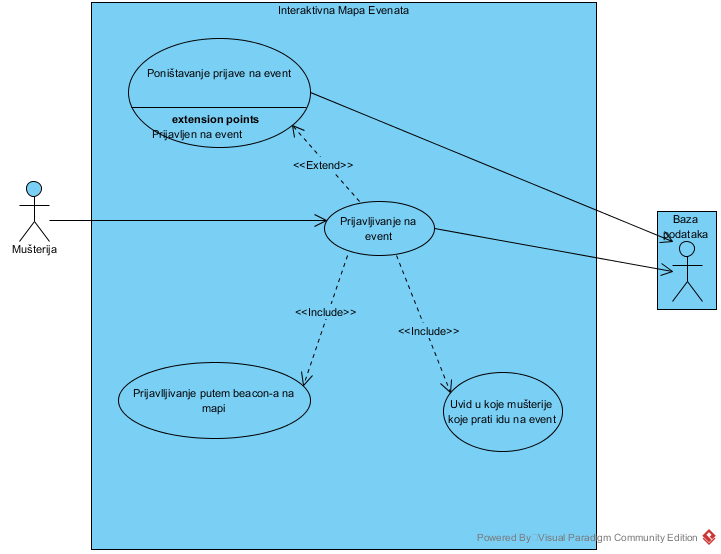 Interaktivna Mapa Evenata
Poništavanje prijave na event
extension points
Prijavljen na event
<<Extend>>
Mušterija
Prijavljivanje na
event
Baza
podataka
<<Include>>
<<Include>>
Prijavlljivanje putem beacon-a na
mapi
Uvid u koje mušterije
koje prati idu na event
Powered By Visual Paradigm Community Edition